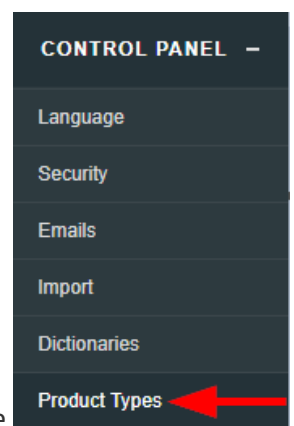 CONTROL PANEL –
Language
Security
Emails
Import
Dictionaries
Product Types